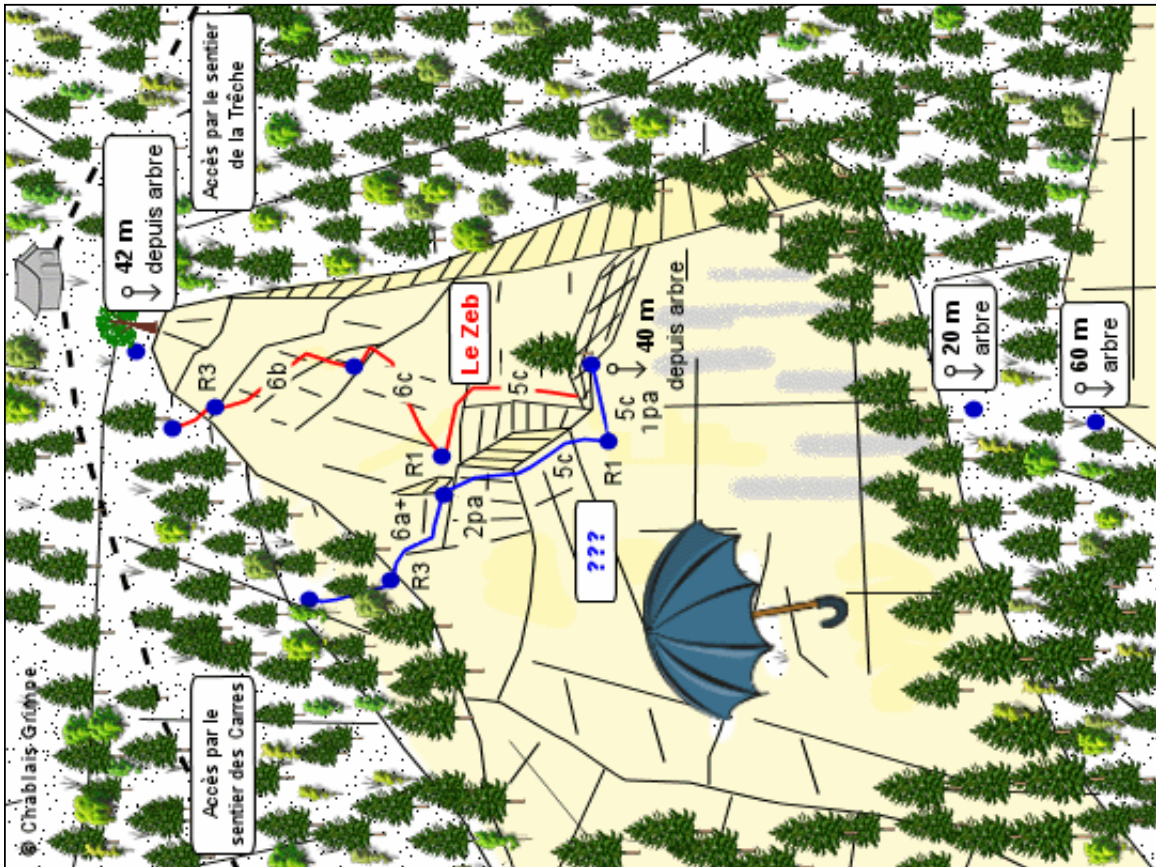 © Chablais-Grimpe
Accès par le sentier
de la Trêche
42 m
depuis arbre
Accès par le
sentier des Carres
R3
6b
6c
Le Zeb
R1
5c
6a+
R3
2pa
5c
40 m
depuis arbre
5c
1pa
R1
???
20 m
arbre
60 m
arbre